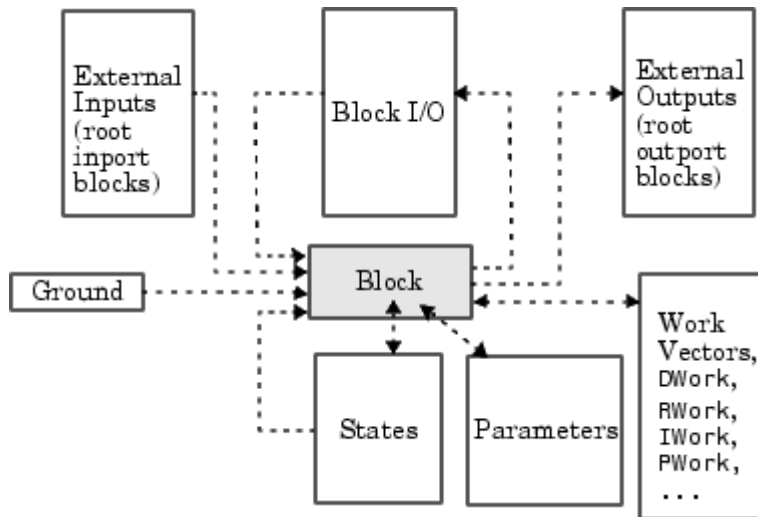 External
Inputs
(root
inport
blocks)
Block I/O
External
Outputs
(root
outport
blocks)
Ground
Block
States
Parameters
Work
Vectors,
DWork,
RWork,
IWork,
PWork,
...